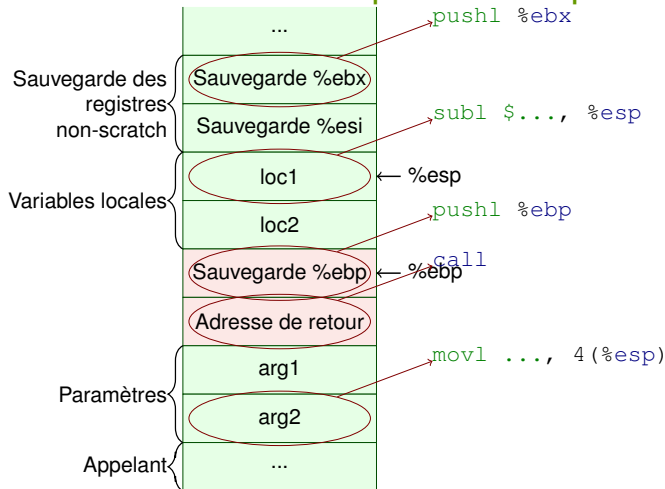 ...
pushl %ebx
Sauvegarde des
registres
non-scratch
Sauvegarde %ebx
Sauvegarde %esi
subl $..., %esp
Variables locales
loc1
← %esp
loc2
pushl %ebp
Sauvegarde %ebp
← %ebp
call
Adresse de retour
Paramètres
arg1
movl ..., 4(%esp)
arg2
Appelant
...